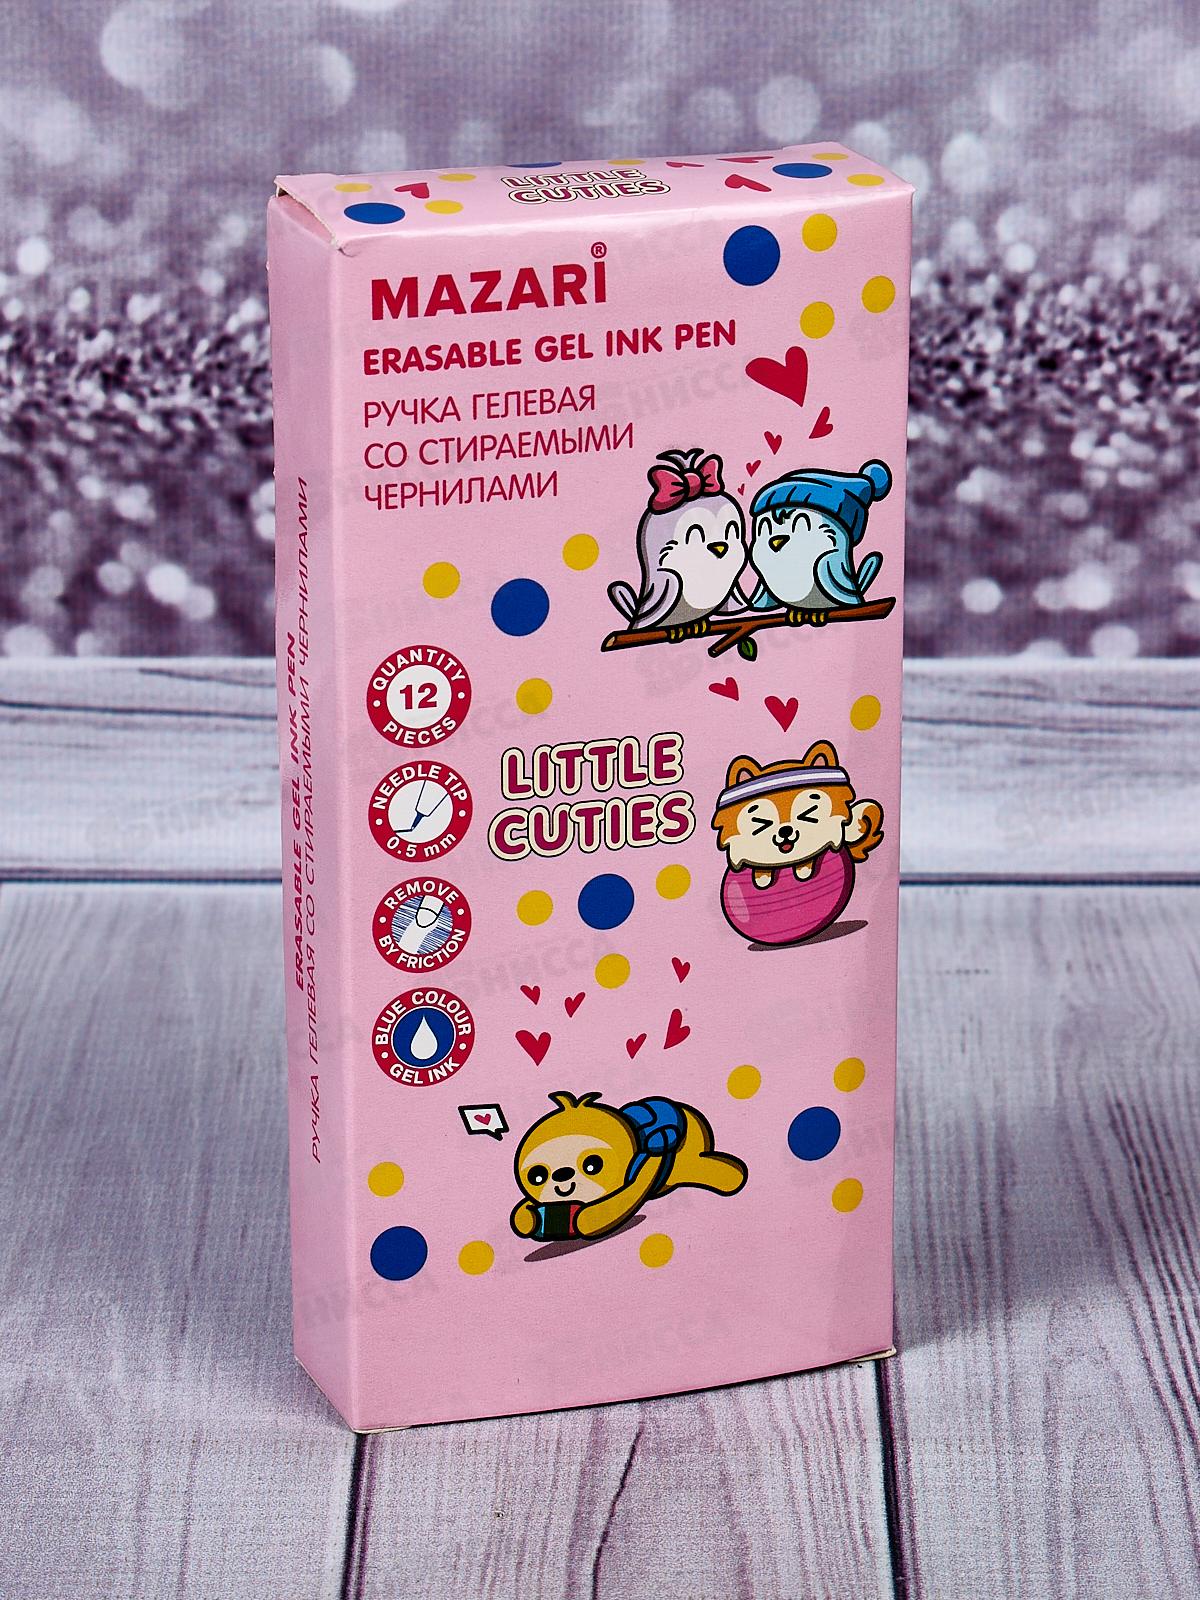 LITTLE
CUTIES
MAZARI®
ERASABLE GEL INK PEN
РУЧКА ГЕЛЕВАЯ
СО СТИРАЕМЫМИ
ЧЕРНИЛАМИ
QUANTITY
12
PIECES
NEEDLE TIP
0.5 mm
REMOVE
BY FRICTION
BLUE COLOUR
GEL INK
LITTLE
CUTIES
ERASABLE GEL INK PEN
РУЧКА ГЕЛЕВАЯ СО СТИРАЕМЫМИ ЧЕРНИЛАМИ